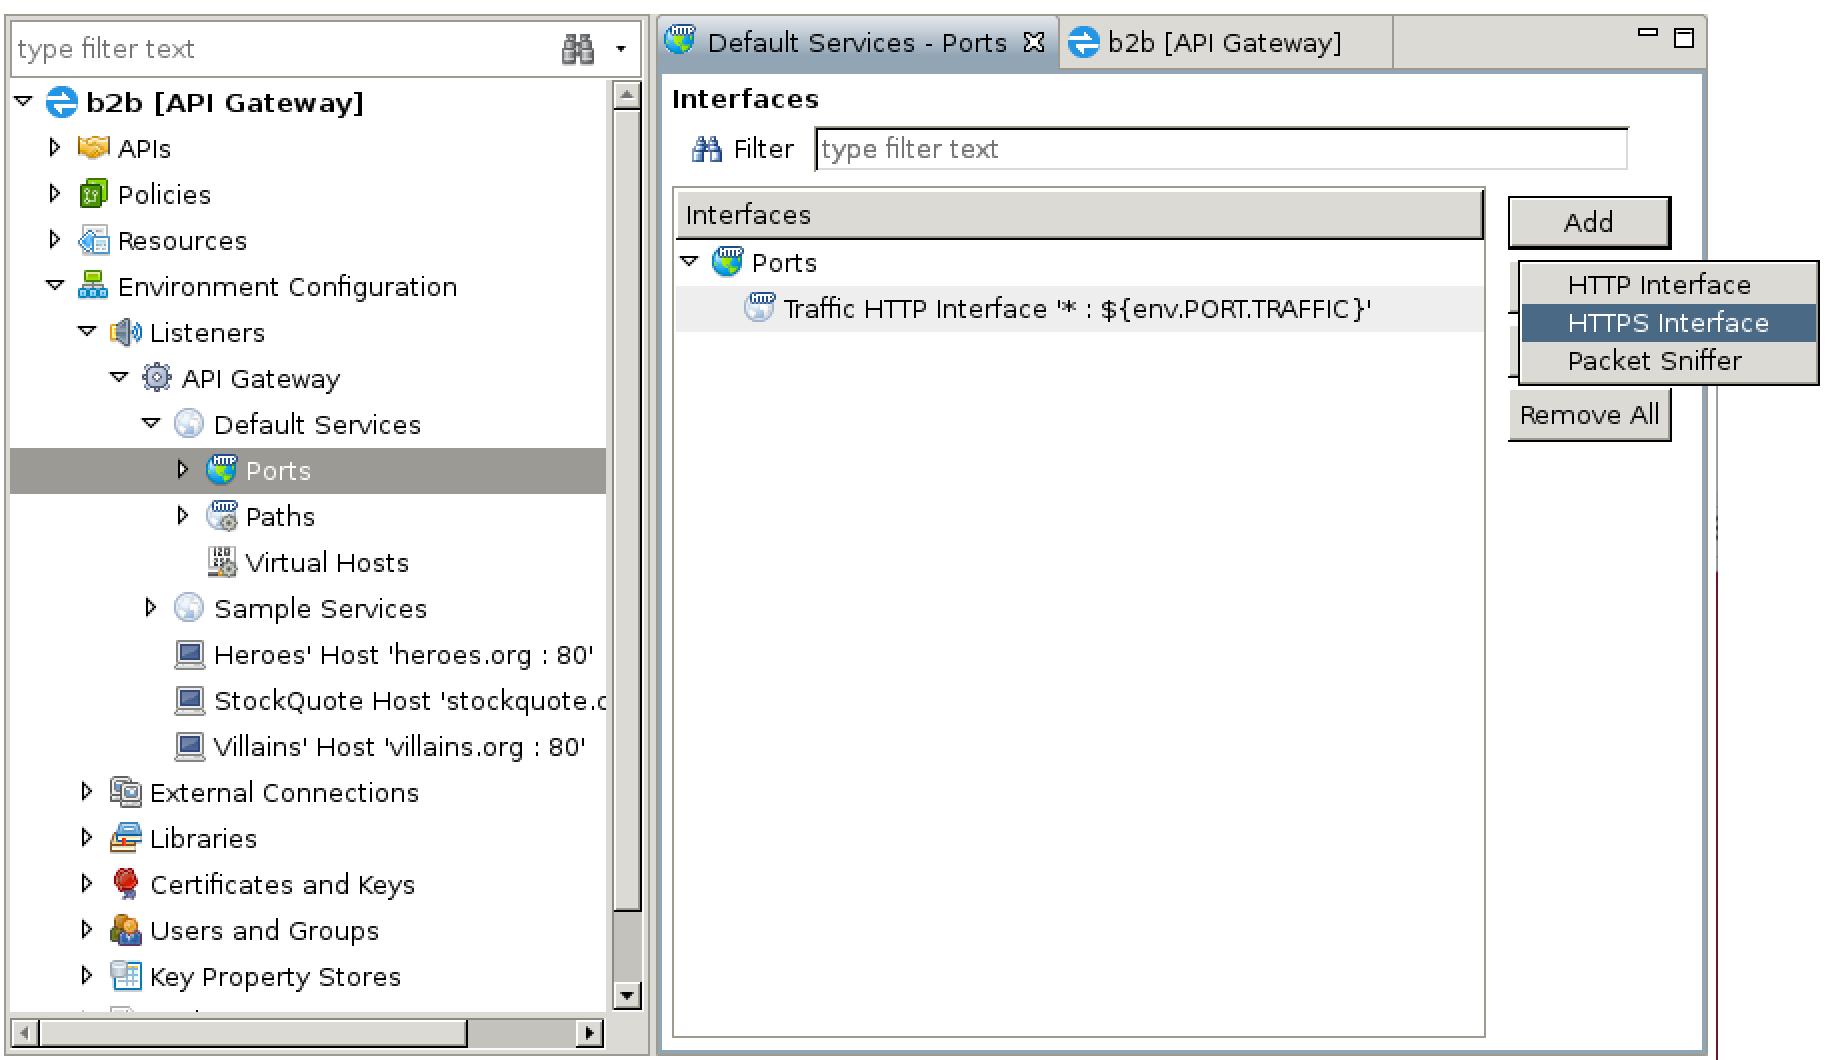 type filter text
b2b [API Gateway]
APIs
Policies
Resources
Environment Configuration
Listeners
API Gateway
Default Services
Ports
Paths
Virtual Hosts
Sample Services
Heroes' Host 'heroes.org : 80'
StockQuote Host 'stockquote.c
Villains' Host 'villains.org : 80'
External Connections
Libraries
Certificates and Keys
Users and Groups
Key Property Stores
Default Services - Ports
b2b [API Gateway]
Interfaces
Filter
type filter text
Interfaces
Ports
Traffic HTTP Interface '* : ${env.PORT.TRAFFIC}'
Add
HTTP Interface
HTTPS Interface
Packet Sniffer
Remove All